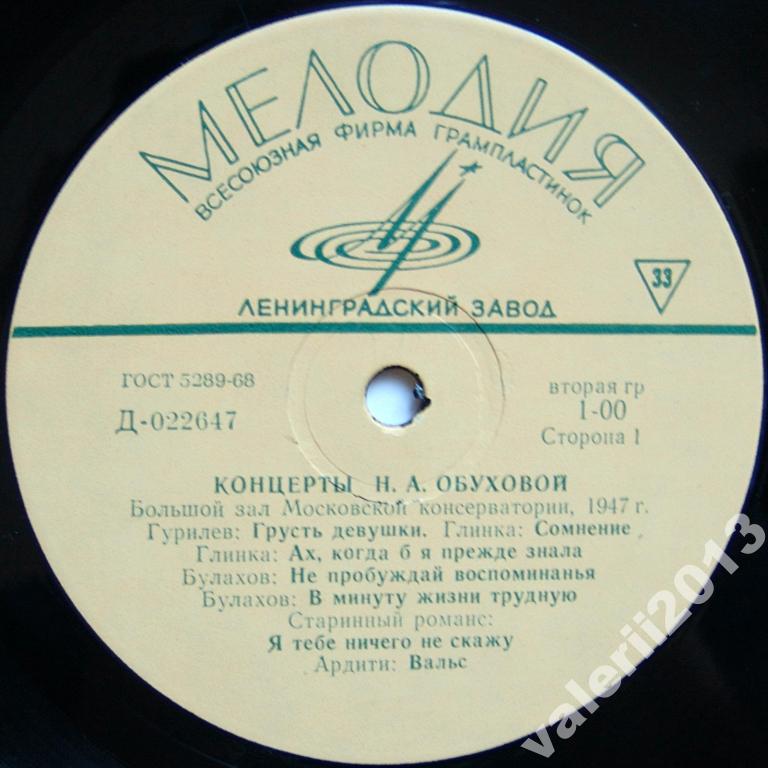 МЕЛОДИЯ
ВСЕСОЮЗНАЯ ФИРМА ГРАМПЛАСТИНОК
33
ЛЕНИНГРАДСКИЙ ЗАВОД
ГОСТ 5289-68
вторая гр
Д-022647
1-00
Сторона 1
КОНЦЕРТЫ Н. А. ОБУХОВОЙ
Большой зал Московской консерватории, 1947 г.
Гурилев: Грусть девушки. Глинка: Сомнение
Глинка: Ах, когда б я прежде знала
Булахов: Не пробуждай воспоминанья
Булахов: В минуту жизни трудную
Старинный романс:
Я тебе ничего не скажу
Ардити: Вальс
valerii2013